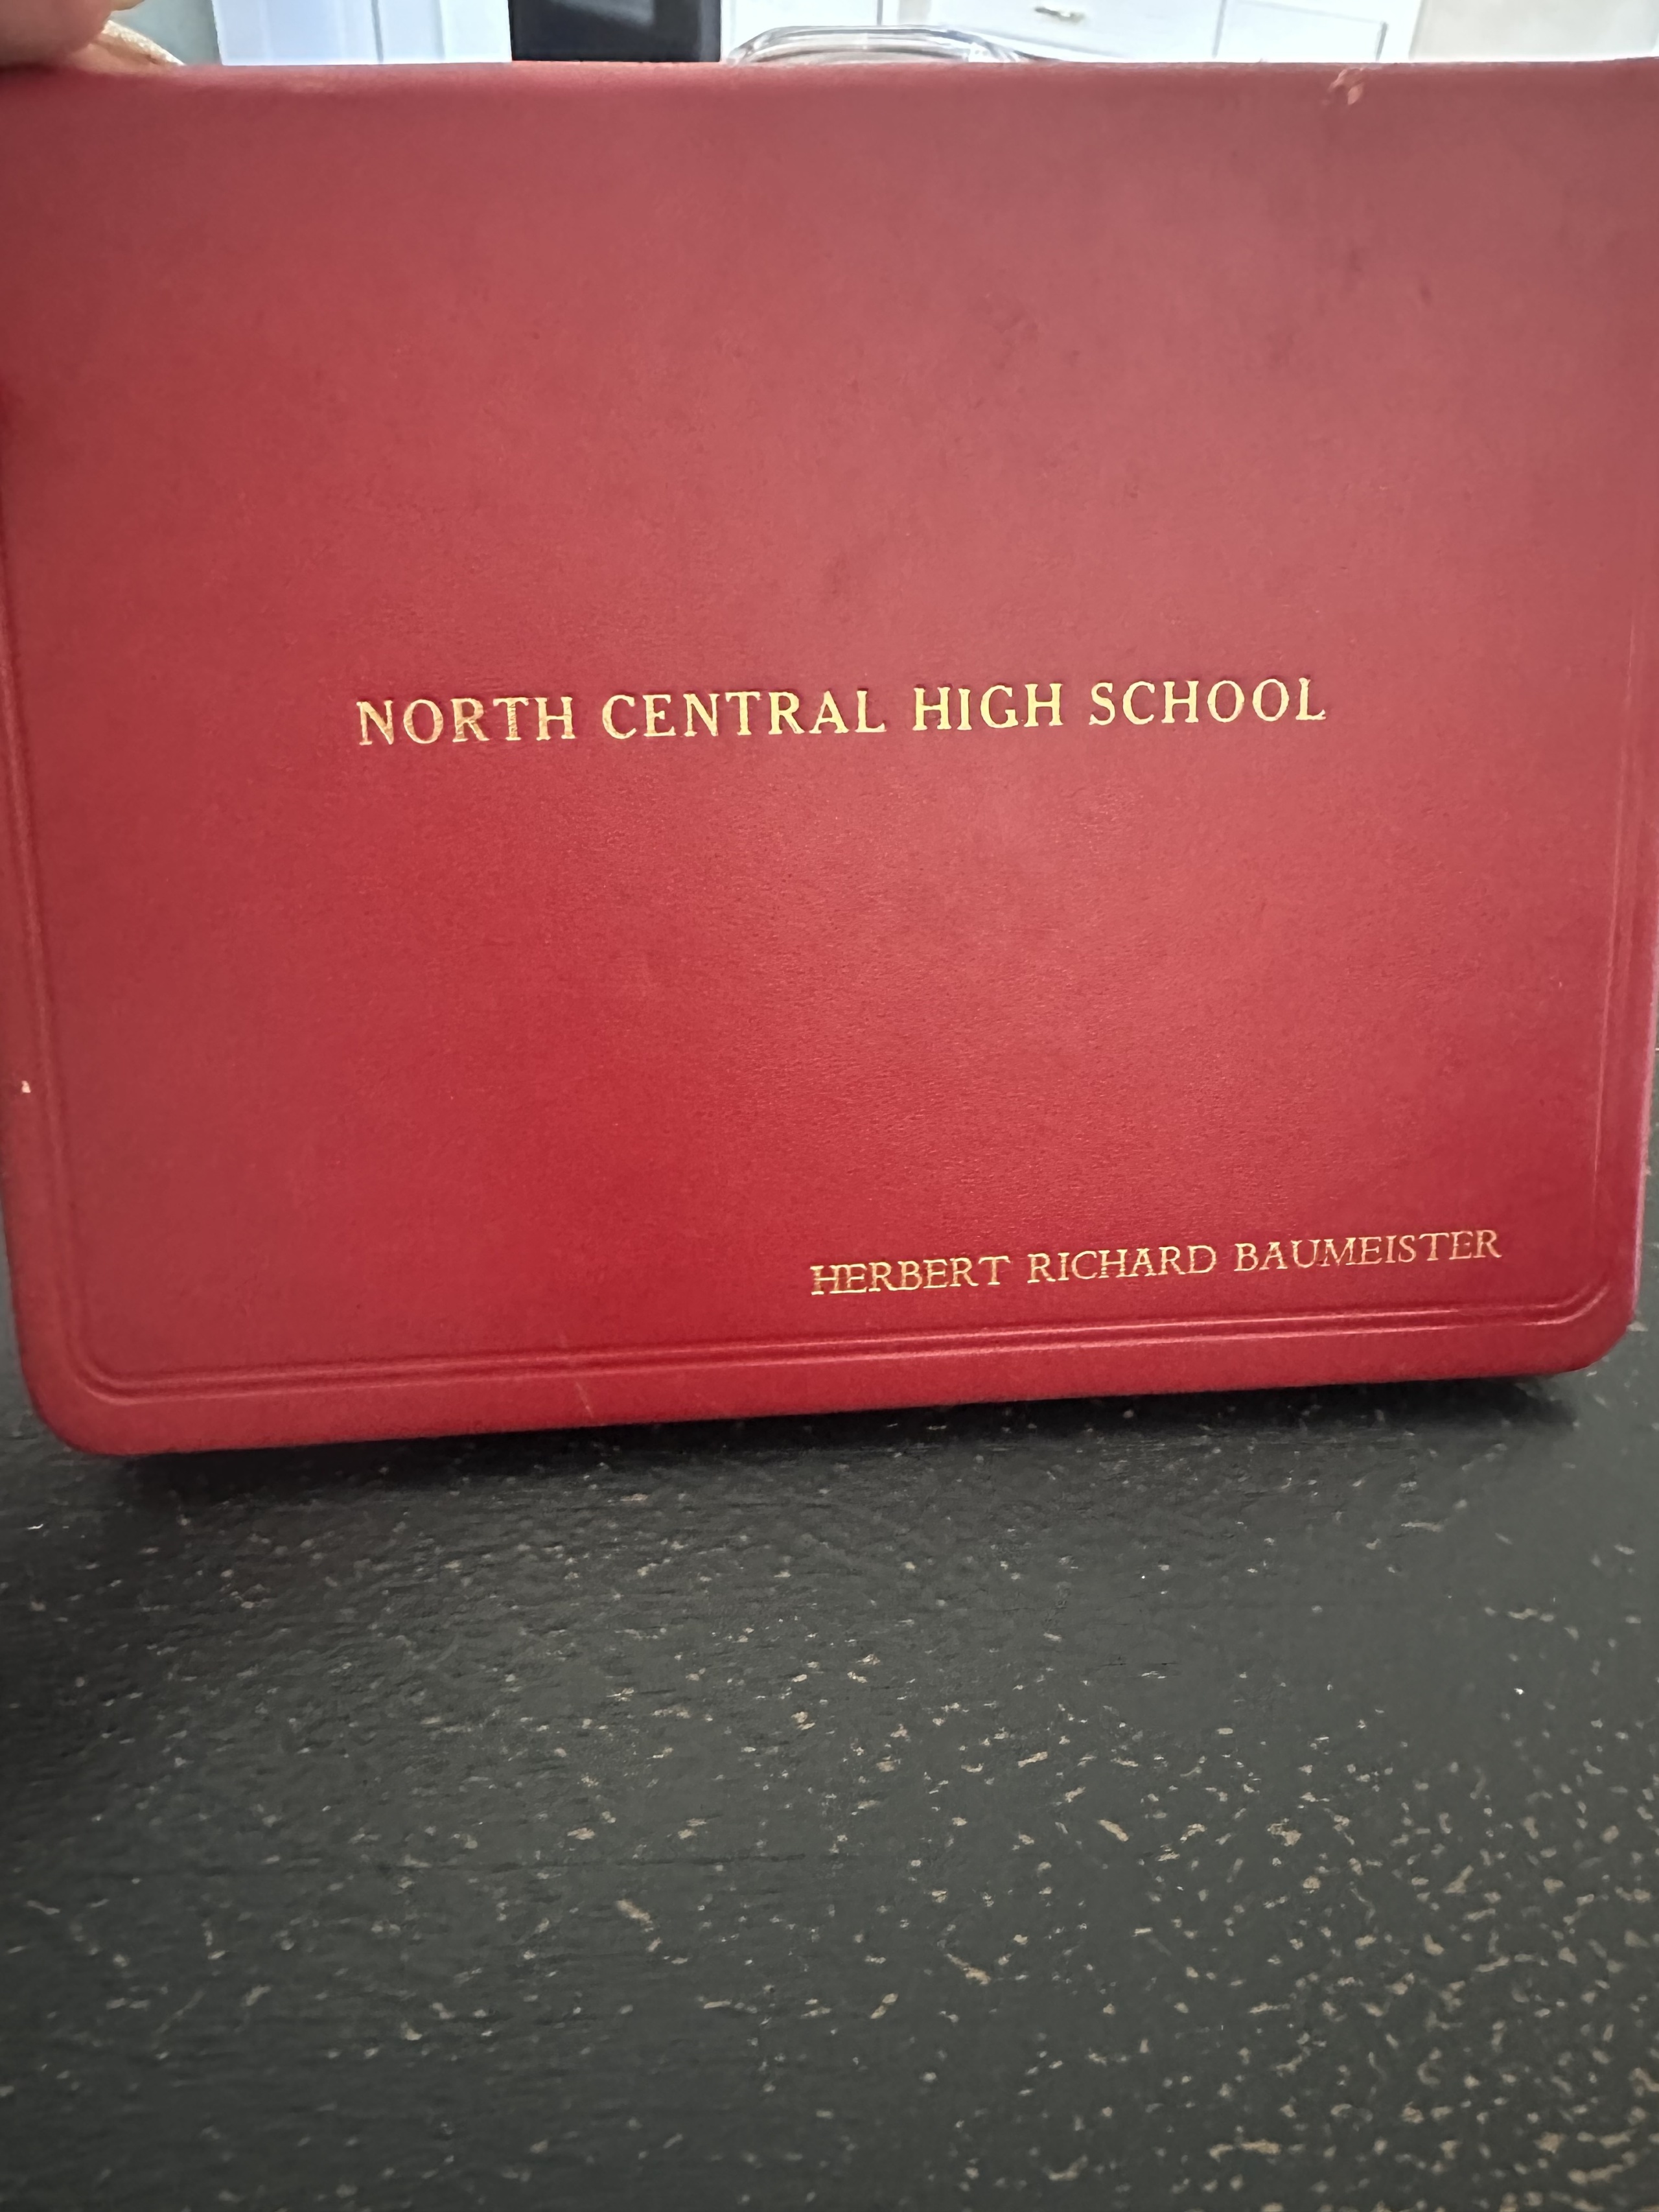 NORTH CENTRAL HIGH SCHOOL
HERBERT RICHARD BAUMEISTER